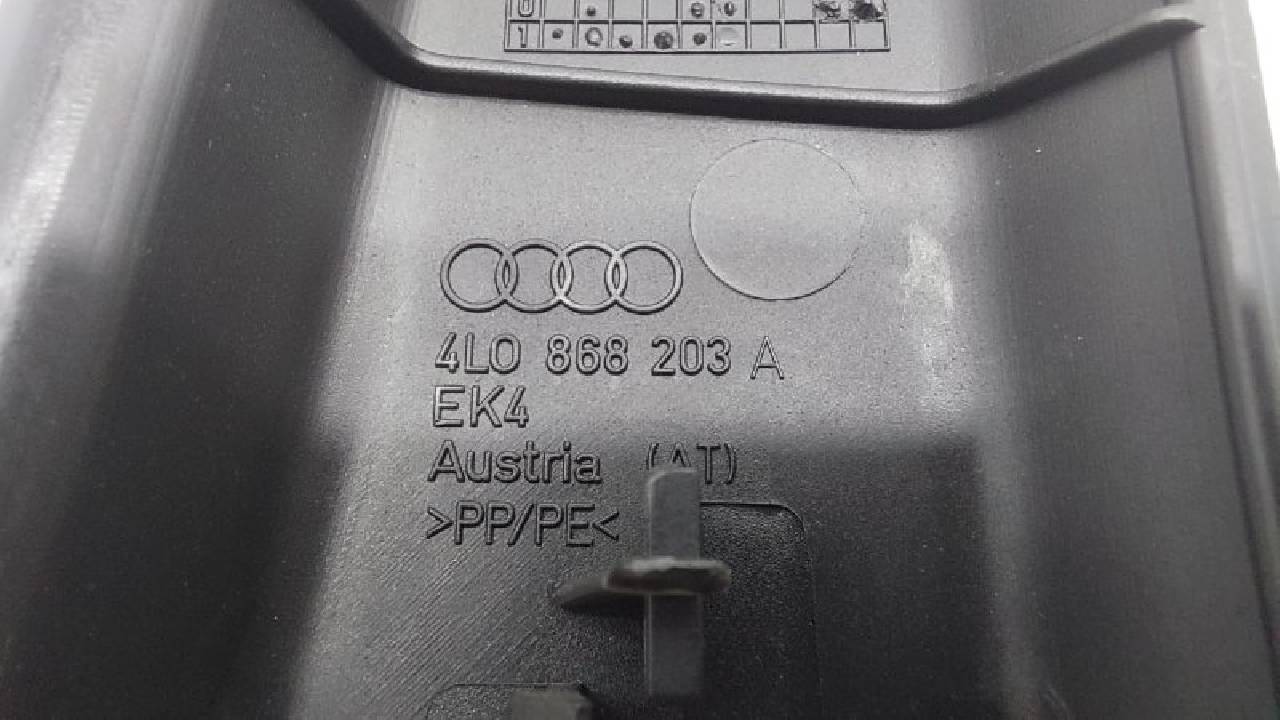 0
1
4L0 868 203 A
EK4
Austria (AT)
>PP/PE<